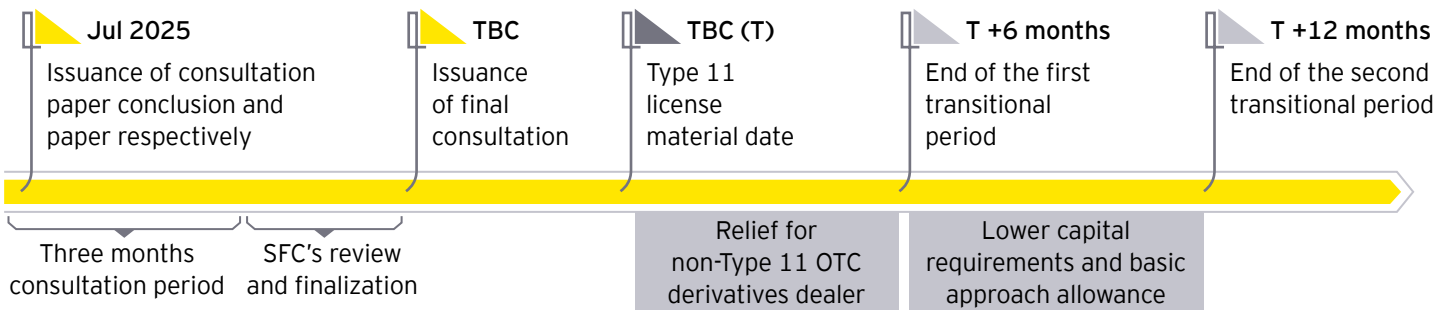 Jul 2025
Issuance of consultation
paper conclusion and
paper respectively
TBC
Issuance
of final
consultation
TBC (T)
Type 11
license
material date
T +6 months
End of the first
transitional
period
T +12 months
End of the second
transitional period
Three months
consultation period
SFC's review
and finalization
Relief for
non-Type 11 OTC
derivatives dealer
Lower capital
requirements and basic
approach allowance